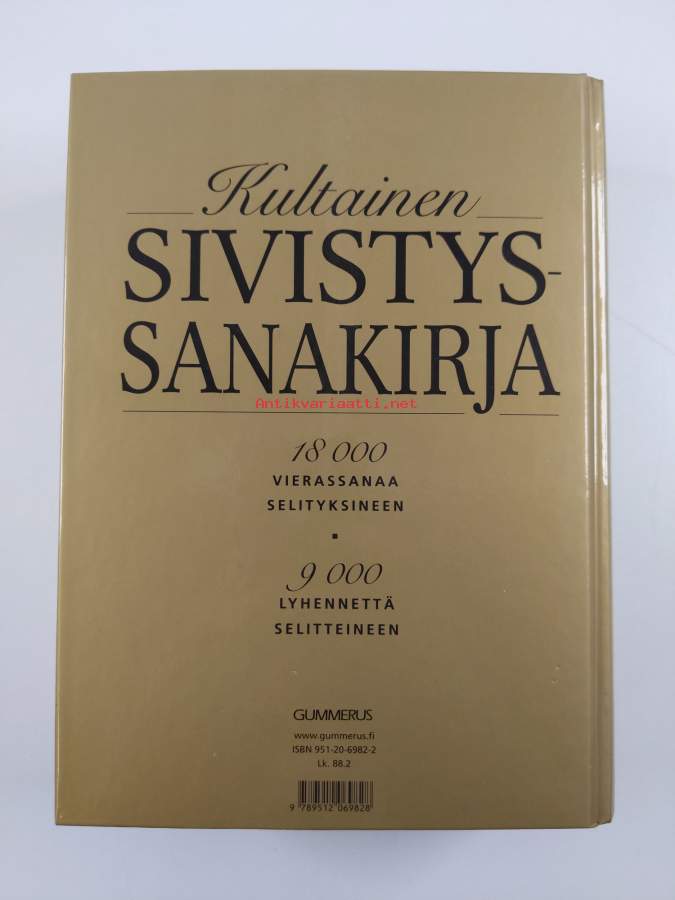 Kultainen
SIVISTYS-
SANAKIRJA
Antikvariaatti.net
18 000
VIERASSANAA
SELITYKSINEEN
9 000
LYHENNETTÄ
SELITTEINEEN
GUMMERUS
www.gummerus.fi
ISBN 951-20-6982-2
Lk. 88.2
9 789512 069828